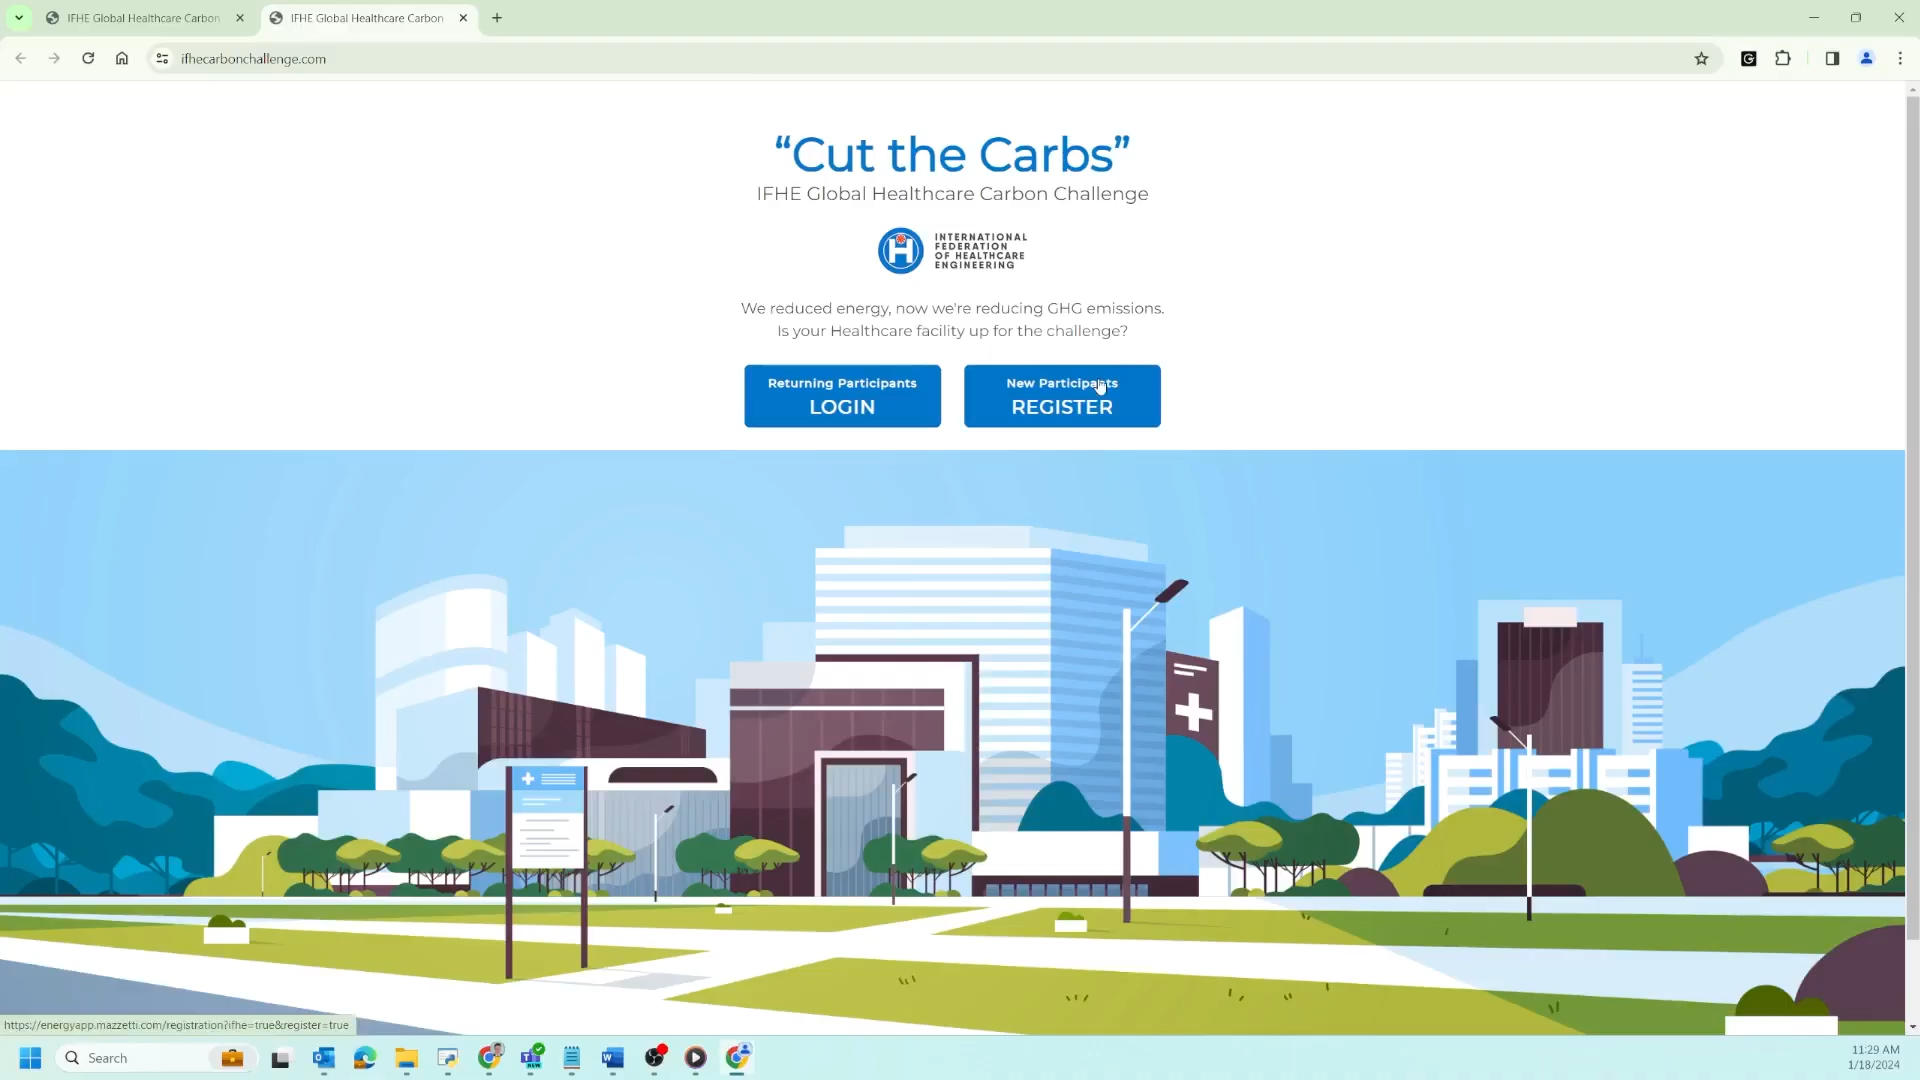 IFHE Global Healthcare Carbon
IFHE Global Healthcare Carbon
ifhecarbonchallenge.com
“Cut the Carbs”
IFHE Global Healthcare Carbon Challenge
INTERNATIONAL
FEDERATION
OF HEALTHCARE
ENGINEERING
We reduced energy, now we're reducing GHG emissions.
Is your Healthcare facility up for the challenge?
Returning Participants
LOGIN
New Participants
REGISTER
https://energyapp.mazzetti.com/registration?ifhe=true&register=true
Search
11:29 AM
1/18/2024